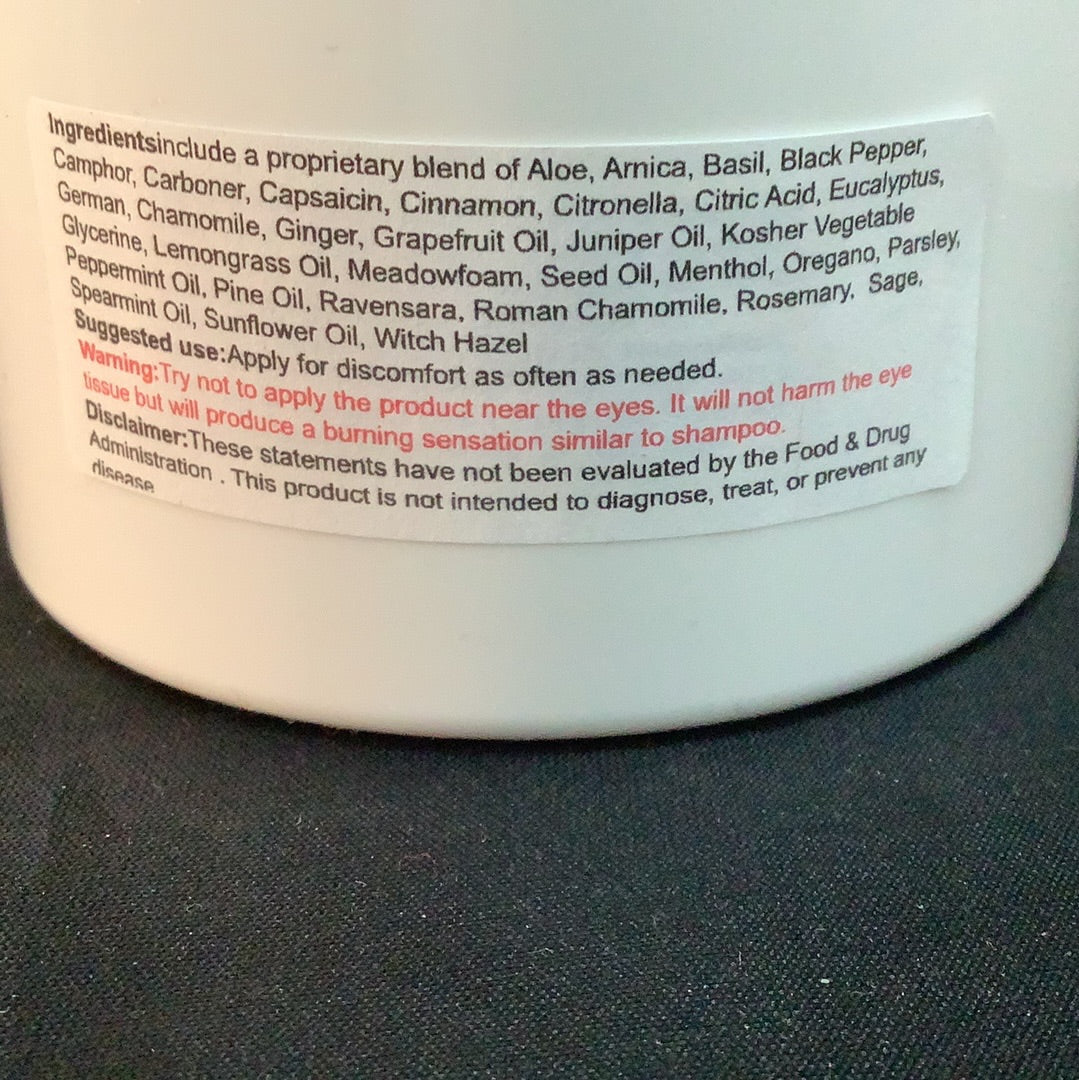 Ingredientsinclude a proprietary blend of Aloe, Arnica, Basil, Black Pepper,
Camphor, Carboner, Capsaicin, Cinnamon, Citronella, Citric Acid, Eucalyptus,
German, Chamomile, Ginger, Grapefruit Oil, Juniper Oil, Kosher Vegetable
Glycerine, Lemongrass Oil, Meadowfoam, Seed Oil, Menthol, Oregano, Parsley,
Peppermint Oil, Pine Oil, Ravensara, Roman Chamomile, Rosemary, Sage,
Spearmint Oil, Sunflower Oil, Witch Hazel
Suggested use:Apply for discomfort as often as needed.
Warning:Try not to apply the product near the eyes. It will not harm the eye
tissue but will produce a burning sensation similar to shampoo.
Disclaimer:These statements have not been evaluated by the Food & Drug
Administration . This product is not intended to diagnose, treat, or prevent any
disease